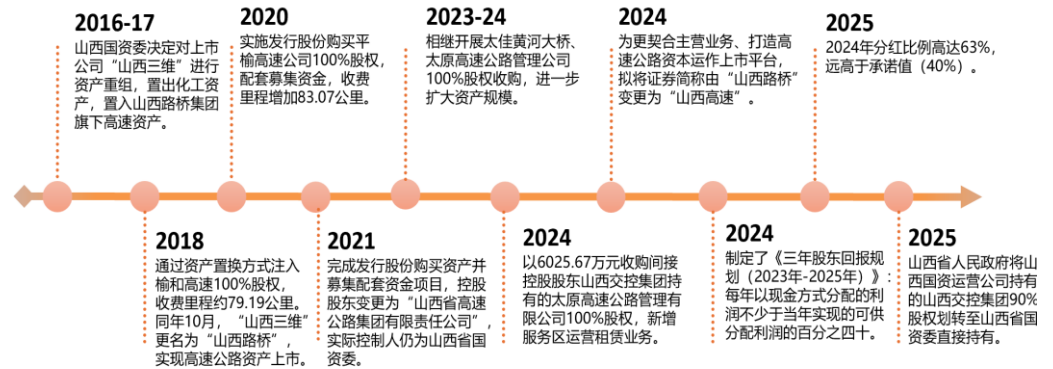 2016-17
山西国资委决定对上市
公司“山西三维”进行
资产重组，置出化工资
产，置入山西路桥集团
旗下高速资产。
2018
通过资产置换方式注入
榆和高速100%股权，
收费里程约79.19公里。
同年10月，“山西三维”
更名为“山西路桥”，
实现高速公路资产上市。
2020
实施发行股份购买平
榆高速公司100%股权，
配套募集资金，收费
里程增加83.07公里。
2021
完成发行股份购买资产并
募集配套资金项目，控股
股东变更为“山西省高速
公路集团有限责任公司”，
实际控制人仍为山西省国
资委。
2023-24
相继开展太佳黄河大桥、
太原高速公路管理公司
100%股权收购，进一步
扩大资产规模。
2024
以6025.67万元收购间接
控股股东山西交控集团持
有的太原高速公路管理有
限公司100%股权，新增
服务区运营租赁业务。
2024
为更契合主营业务、打造高
速公路资本运作上市平台，
拟将证券简称由“山西路桥”
变更为“山西高速”。
2024
制定了《三年股东回报规
划（2023年-2025年）》：
每年以现金方式分配的利
润不少于当年实现的可供
分配利润的百分之四十。
2025
2024年分红比例高达63%，
远高于承诺值（40%）。
2025
山西省人民政府将山
西国资运营公司持有
的山西交控集团90%
股权划转至山西省国
资委直接持有。